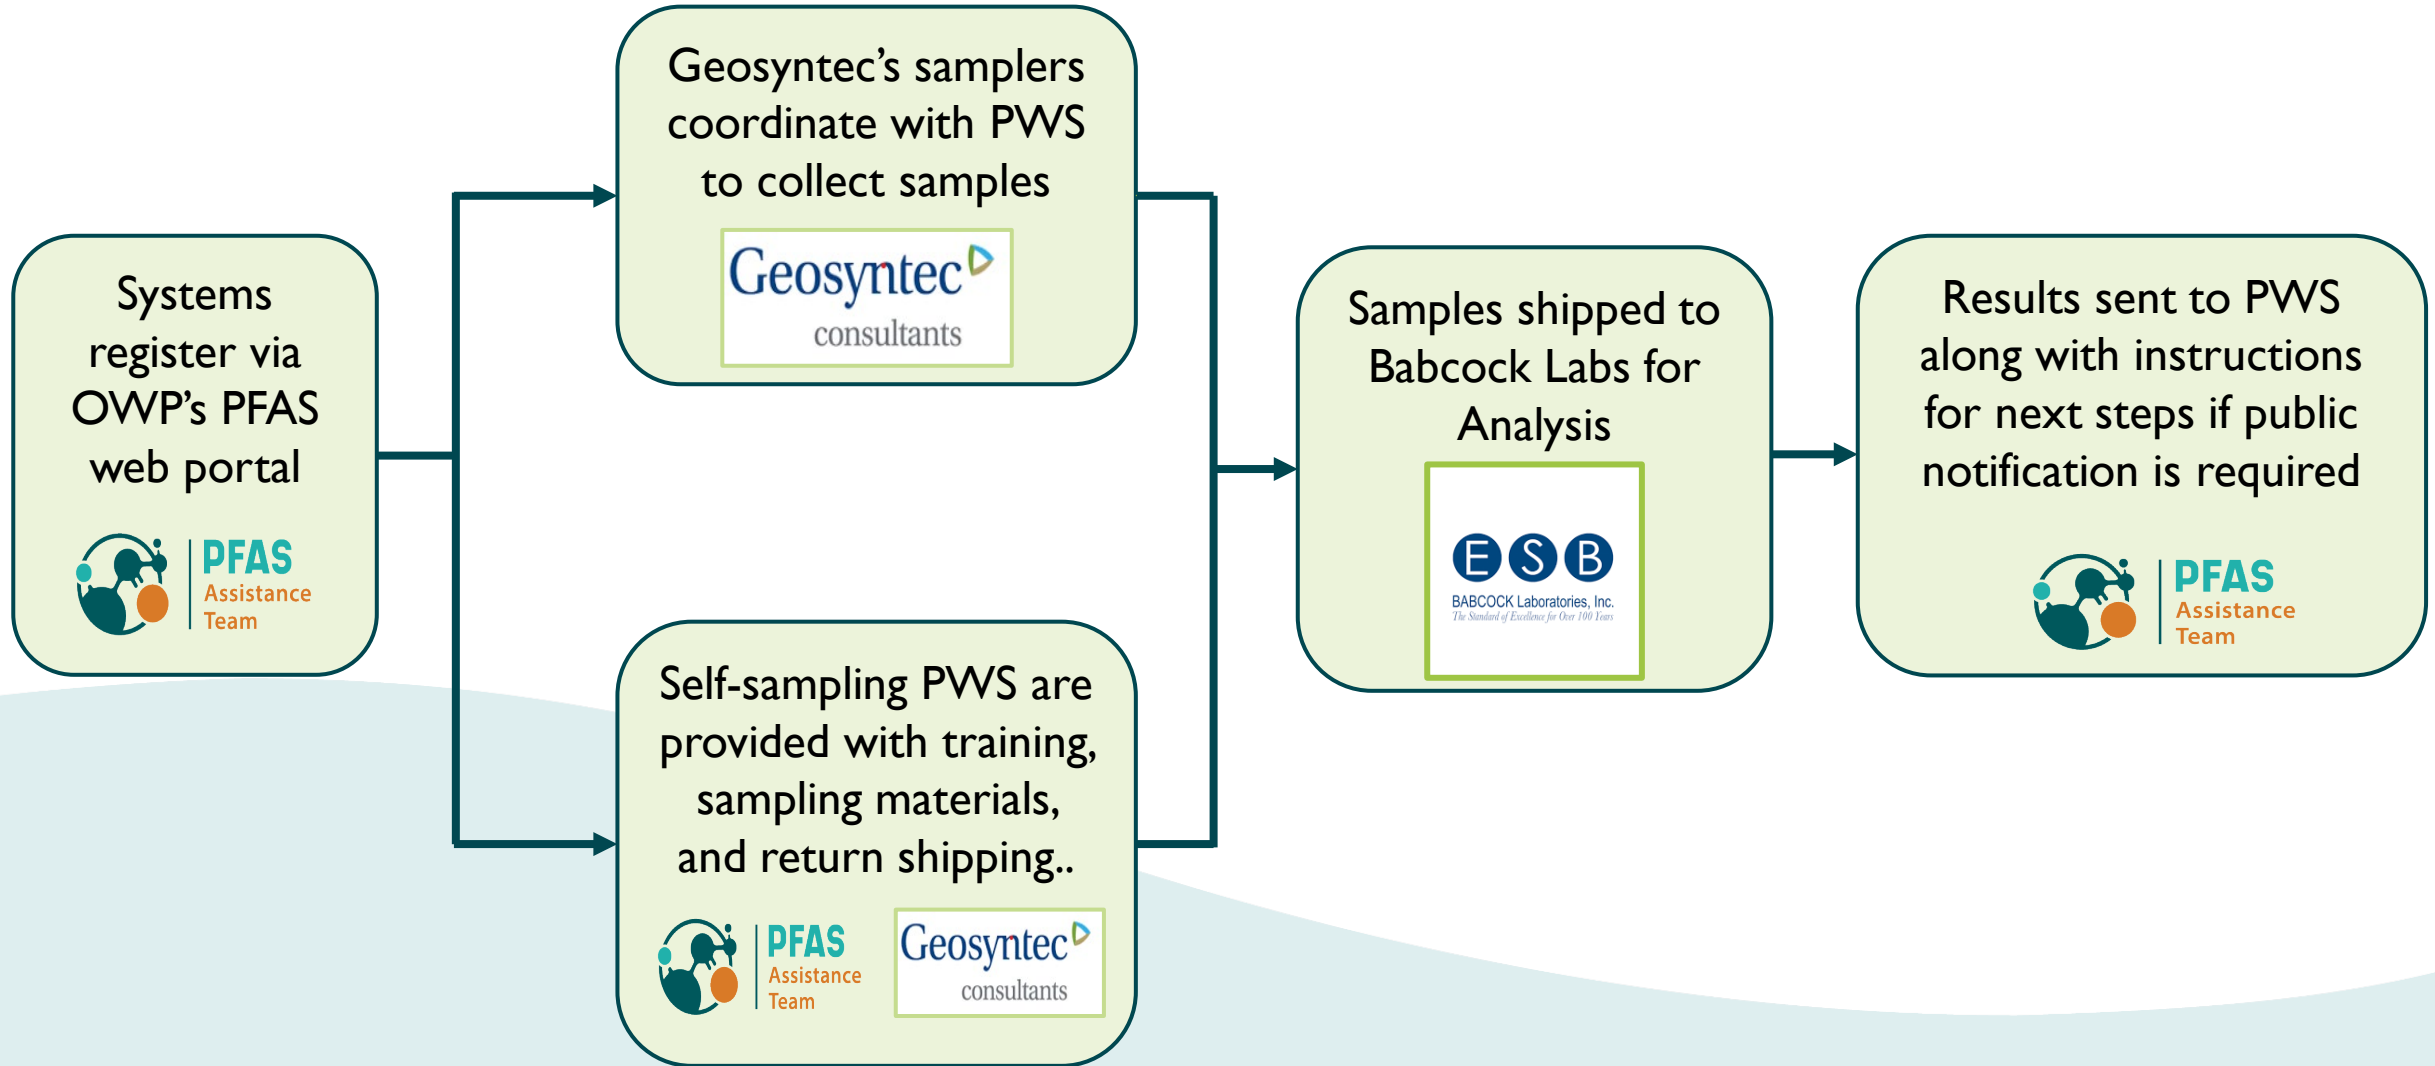 Systems
register via
OWP's PFAS
web portal
PFAS
Assistance
Team
Geosyntec's samplers
coordinate with PWS
to collect samples
Geosyntec
consultants
Self-sampling PWS are
provided with training,
sampling materials,
and return shipping..
PFAS
Assistance
Team
Geosyntec
consultants
Samples shipped to
Babcock Labs for
Analysis
E S B
BABCOCK Laboratories, Inc.
The Standard of Excellence for Over 100 Years
Results sent to PWS
along with instructions
for next steps if public
notification is required
PFAS
Assistance
Team